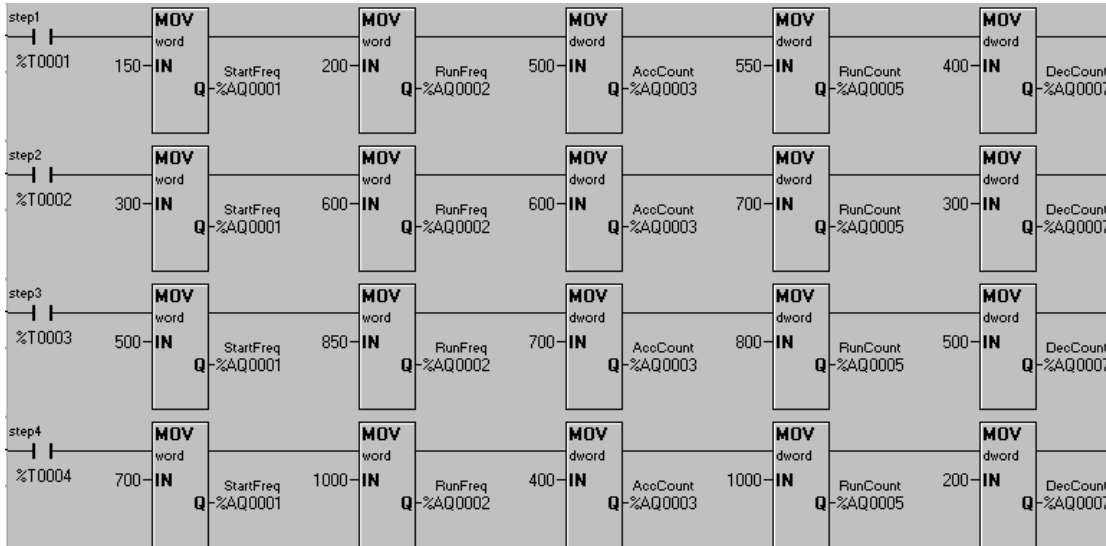 step1 MOV MOV MOV MOV MOV
word word dword dword dword
%T0001 150 IN StartFreq 200 IN RunFreq 500 IN AccCount 550 IN RunCount 400 IN DecCount
Q %AQ0001 Q %AQ0002 Q %AQ0003 Q %AQ0005 Q %AQ0007
step2 MOV MOV MOV MOV MOV
word word dword dword dword
%T0002 300 IN StartFreq 600 IN RunFreq 600 IN AccCount 700 IN RunCount 300 IN DecCount
Q %AQ0001 Q %AQ0002 Q %AQ0003 Q %AQ0005 Q %AQ0007
step3 MOV MOV MOV MOV MOV
word word dword dword dword
%T0003 500 IN StartFreq 850 IN RunFreq 700 IN AccCount 800 IN RunCount 500 IN DecCount
Q %AQ0001 Q %AQ0002 Q %AQ0003 Q %AQ0005 Q %AQ0007
step4 MOV MOV MOV MOV MOV
word word dword dword dword
%T0004 700 IN StartFreq 1000 IN RunFreq 400 IN AccCount 1000 IN RunCount 200 IN DecCount
Q %AQ0001 Q %AQ0002 Q %AQ0003 Q %AQ0005 Q %AQ0007